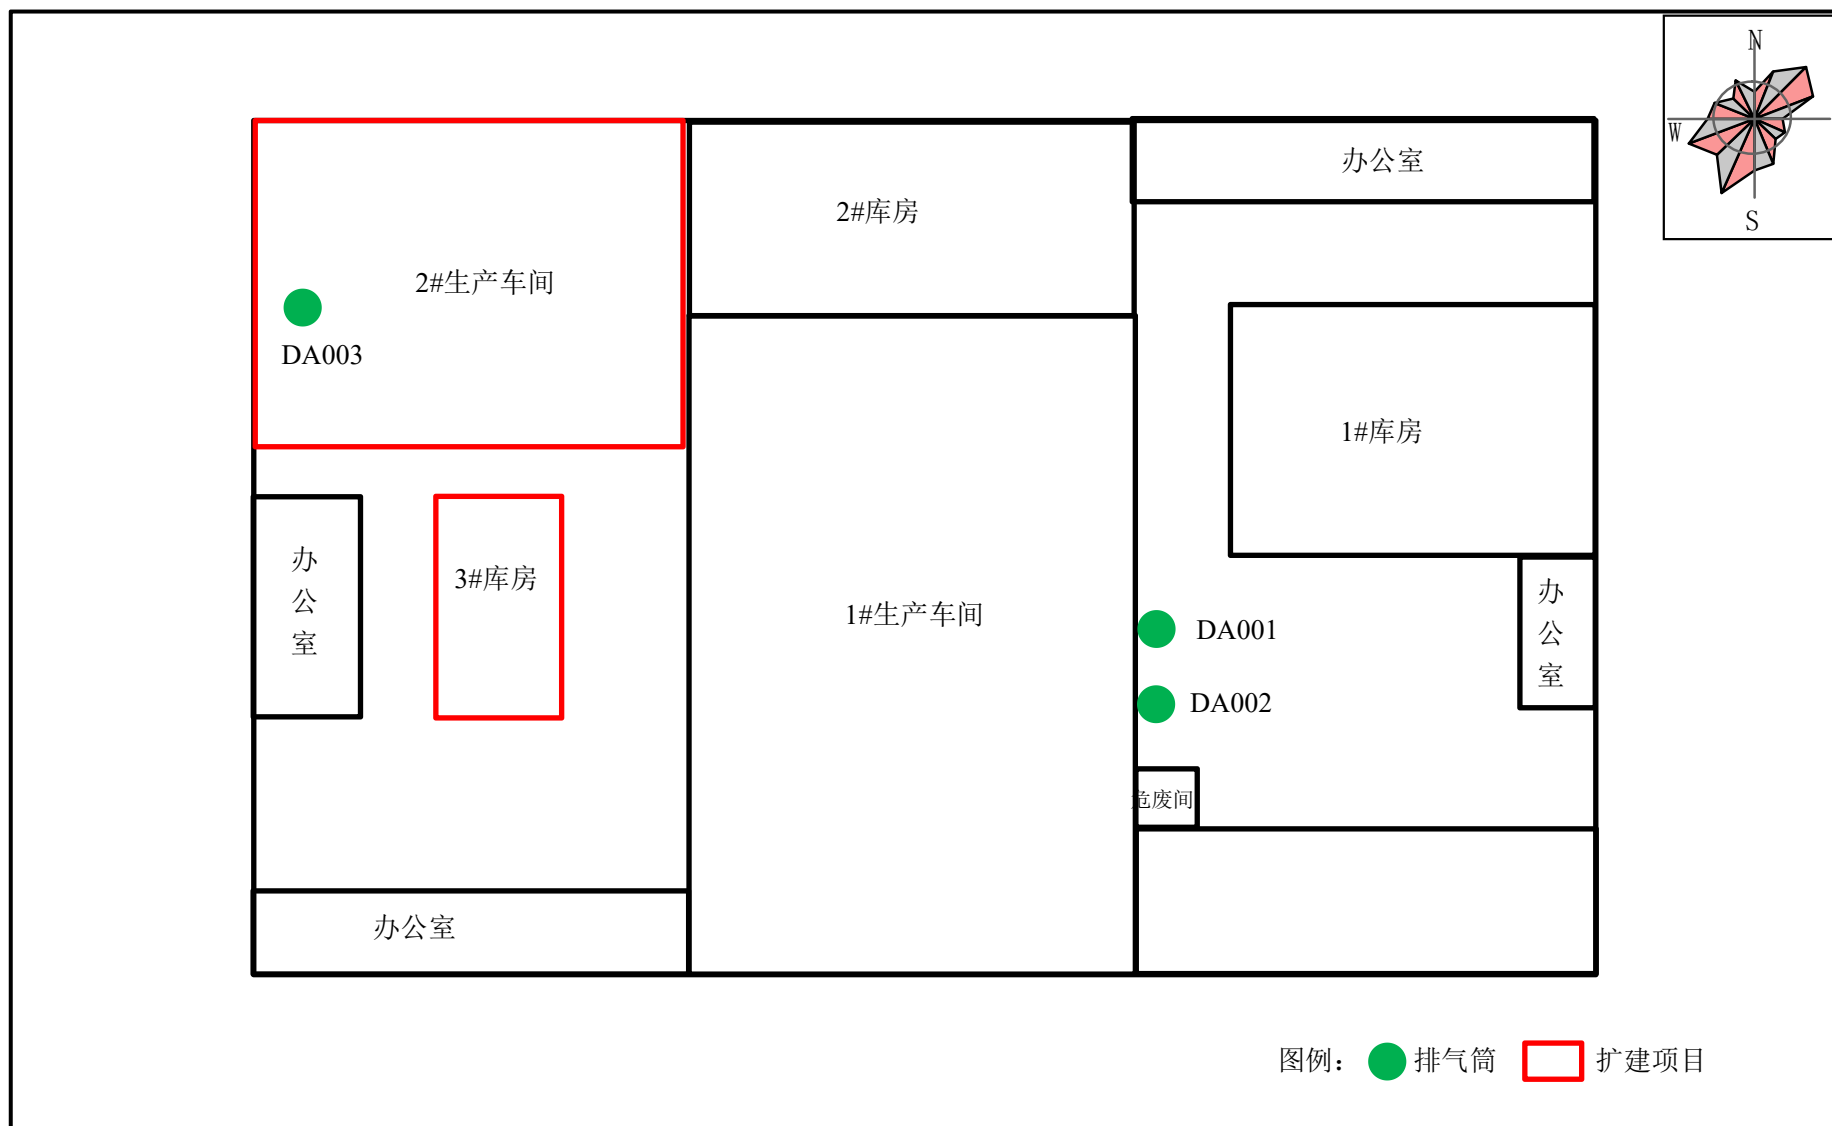 N
W
S
办公室
2#库房
2#生产车间
DA003
1#库房
办公室
3#库房
1#生产车间
办公室
DA001
DA002
危废间
办公室
图例： 排气筒 扩建项目